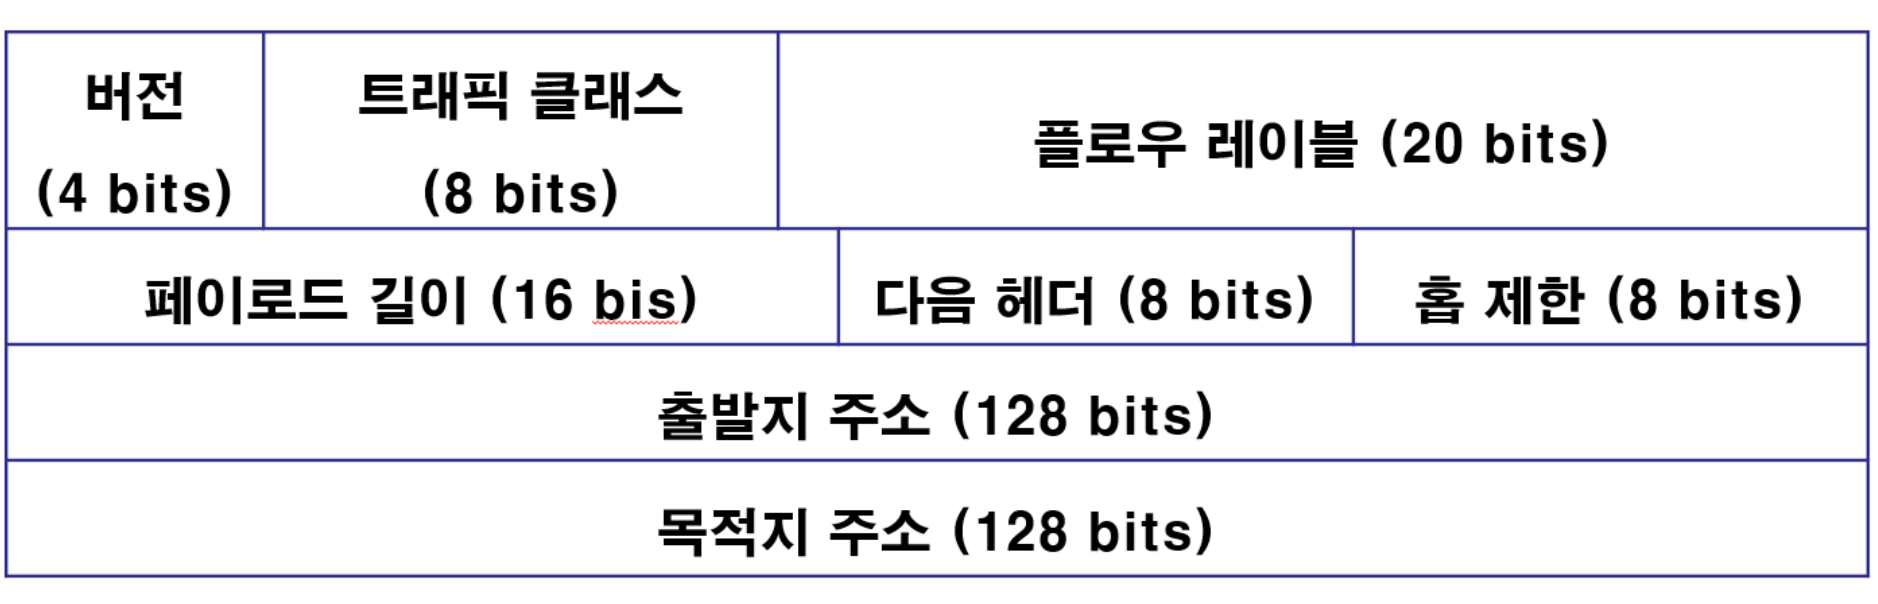 버전
(4 bits)
트래픽 클래스
(8 bits)
플로우 레이블 (20 bits)
페이로드 길이 (16 bis)
다음 헤더 (8 bits)
홉 제한 (8 bits)
출발지 주소 (128 bits)
목적지 주소 (128 bits)